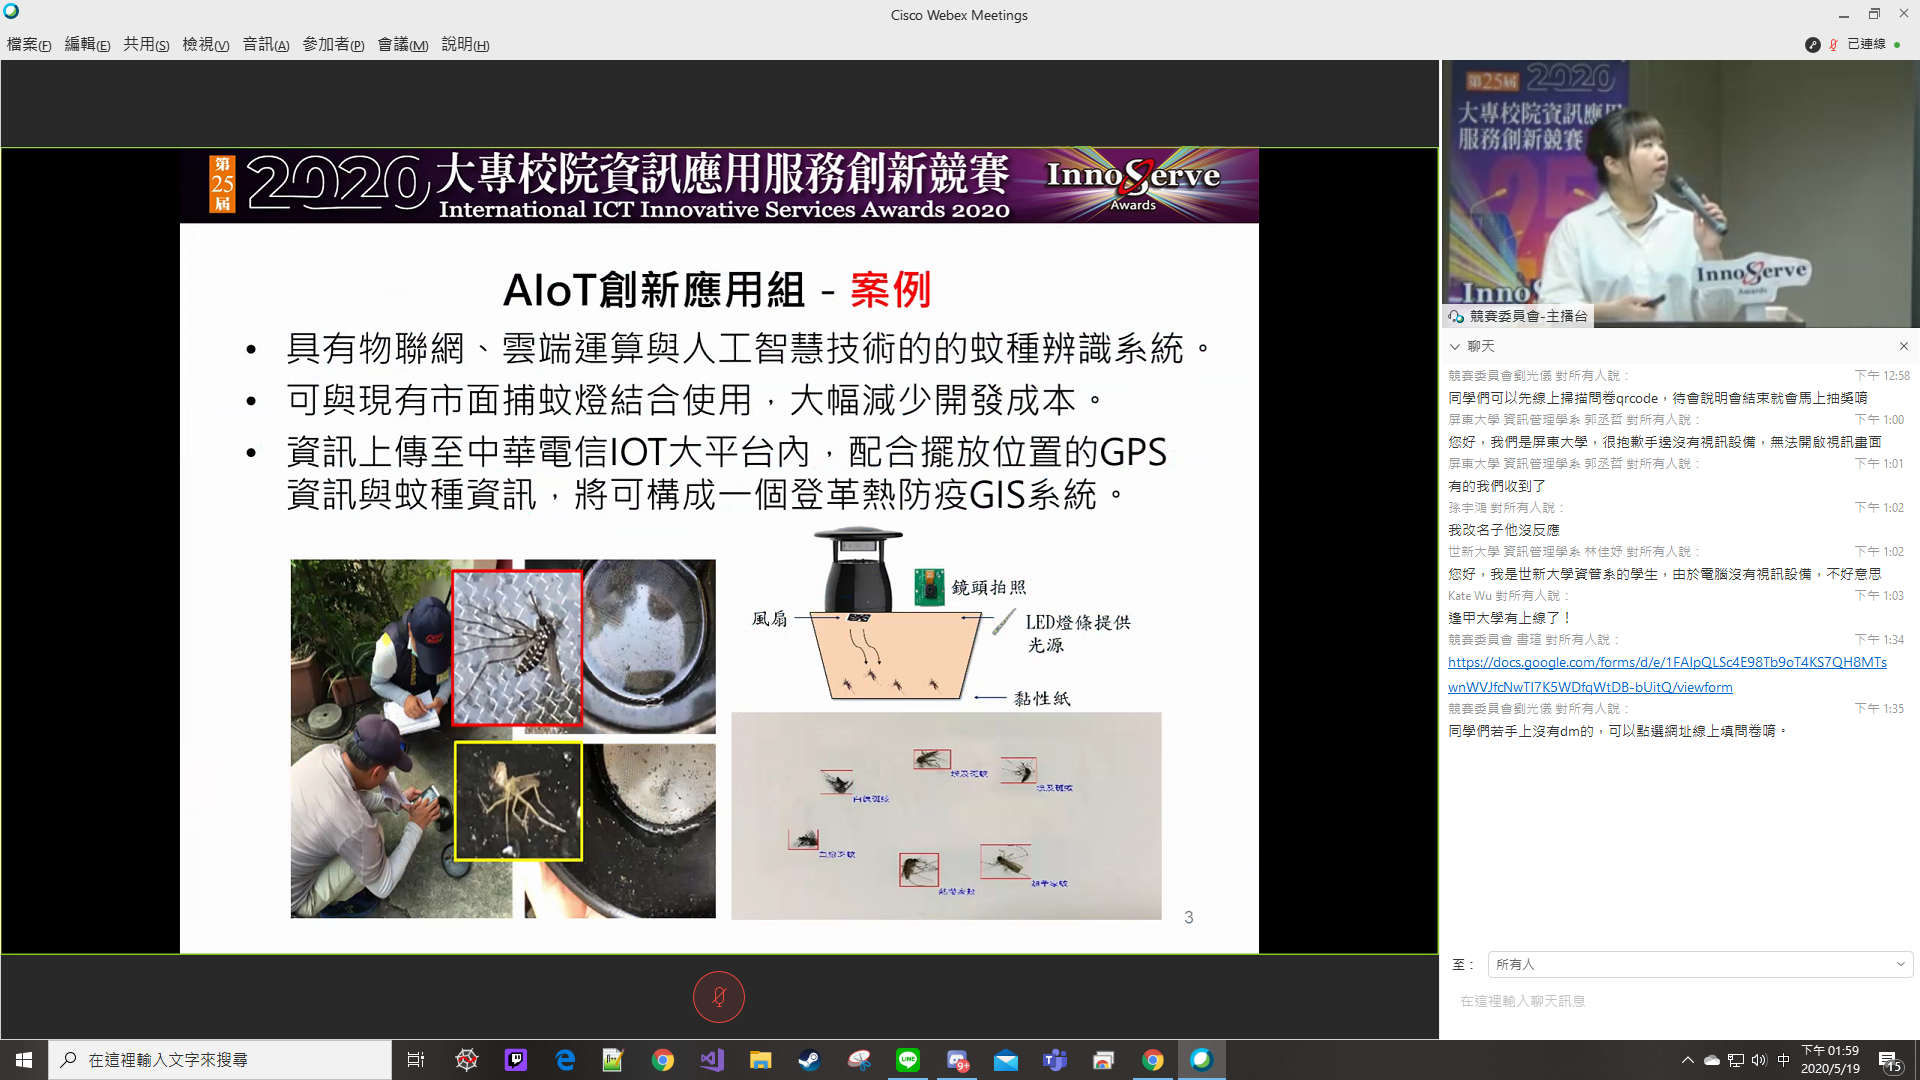 Cisco Webex Meetings
檔案(F) 編輯(E) 共用(S) 檢視(V) 音訊(A) 參加者(P) 會議(M) 說明(H)
已連線
第25屆 2020 大專校院資訊應用服務創新競賽
International ICT Innovative Services Awards 2020
InnoServe
Awards
AIoT創新應用組 - 案例
• 具有物聯網、雲端運算與人工智慧技術的的蚊種辨識系統。
• 可與現有市面捕蚊燈結合使用，大幅減少開發成本。
• 資訊上傳至中華電信IOT大平台內，配合擺放位置的GPS
資訊與蚊種資訊，將可構成一個登革熱防疫GIS系統。
鏡頭拍照
風扇
LED燈條提供
光源
黏性紙
埃及斑蚊
埃及斑蚊
白線斑蚊
3
第25屆 2020
大專校院資訊應用
服務創新競賽
InnoServe
Awards
競賽委員會-主播台
聊天
競賽委員會劉光儀 對所有人說： 下午 12:58
同學們可以先線上掃描問卷qrcode，待會說明會結束就會馬上抽獎唷
屏東大學 資訊管理學系 郭丞哲 對所有人說： 下午 1:00
您好，我們是屏東大學，很抱歉手邊沒有視訊設備，無法開啟視訊畫面
屏東大學 資訊管理學系 郭丞哲 對所有人說： 下午 1:01
有的我們收到了
孫宇鴻 對所有人說： 下午 1:02
我改名子他沒反應
世新大學 資訊管理學系 林佳妤 對所有人說： 下午 1:02
您好，我是世新大學資管系的學生，由於電腦沒有視訊設備，不好意思
Kate Wu 對所有人說： 下午 1:03
逢甲大學有上線了！
競賽委員會 書瑄 對所有人說： 下午 1:34
https://docs.google.com/forms/d/e/1FAIpQLSc4E98Tb9oT4KS7QH8MTs
wnWVJfcNwTI7K5WDfqWtDB-bUitQ/viewform
競賽委員會劉光儀 對所有人說： 下午 1:35
同學們若手上沒有dm的，可以點選網址線上填問卷唷。
至： 所有人
在這裡輸入聊天訊息
在這裡輸入文字來搜尋
9+
中
下午 01:59
2020/5/19
15